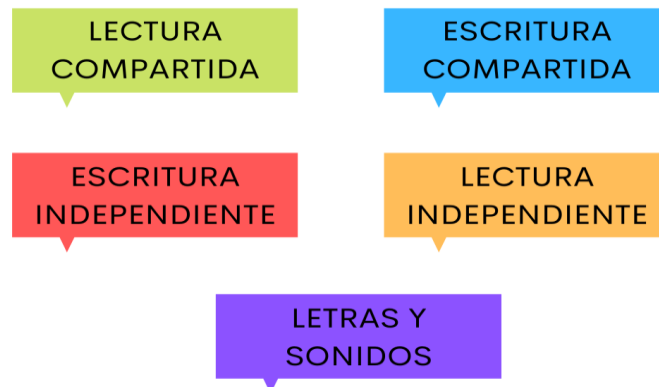 LECTURA
COMPARTIDA
ESCRITURA
COMPARTIDA
ESCRITURA
INDEPENDIENTE
LECTURA
INDEPENDIENTE
LETRAS Y
SONIDOS